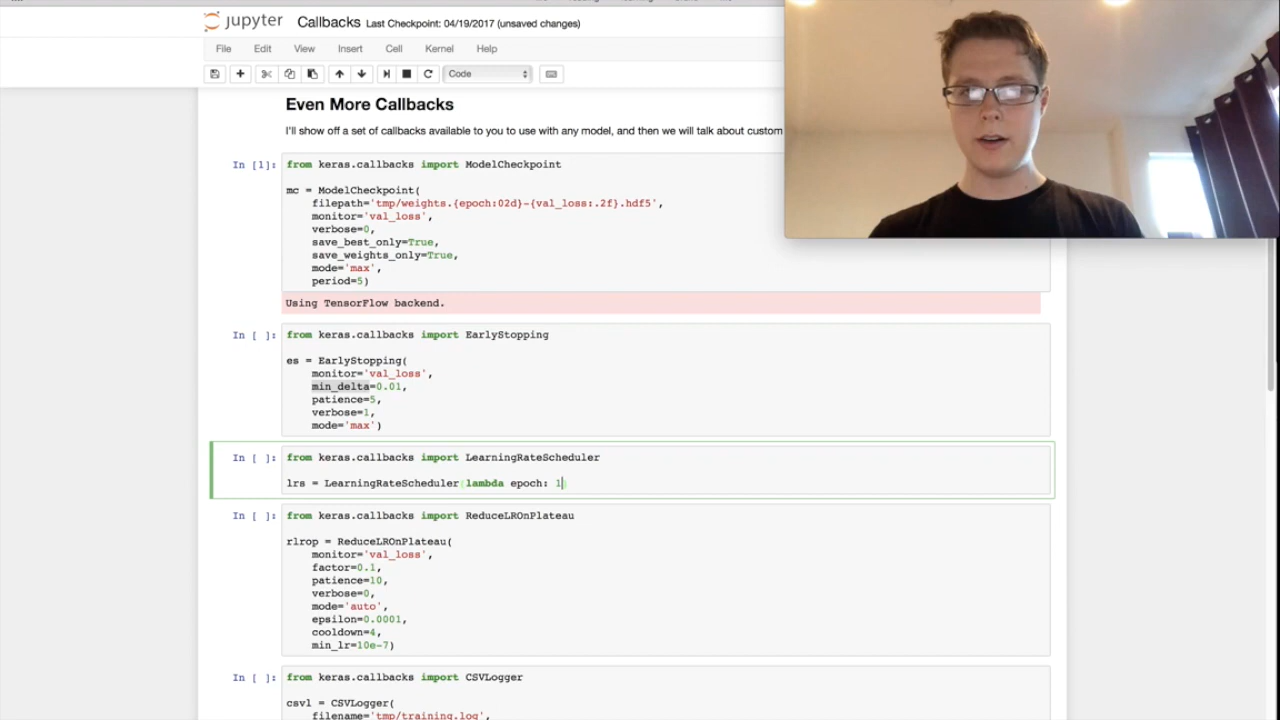 jupyter Callbacks Last Checkpoint: 04/19/2017 (unsaved changes)
File Edit View Insert Cell Kernel Help
Code
Even More Callbacks
I'll show off a set of callbacks available to you to use with any model, and then we will talk about custom
In [1]: from keras.callbacks import ModelCheckpoint
mc = ModelCheckpoint(
filepath='tmp/weights.{epoch:02d}-{val_loss:.2f}.hdf5',
monitor='val_loss',
verbose=0,
save_best_only=True,
save_weights_only=True,
mode='max',
period=5)
Using TensorFlow backend.
In [ ]: from keras.callbacks import EarlyStopping
es = EarlyStopping(
monitor='val_loss',
min_delta=0.01,
patience=5,
verbose=1,
mode='max')
In [ ]: from keras.callbacks import LearningRateScheduler
lrs = LearningRateScheduler(lambda epoch: 1)
In [ ]: from keras.callbacks import ReduceLROnPlateau
rlrop = ReduceLROnPlateau(
monitor='val_loss',
factor=0.1,
patience=10,
verbose=0,
mode='auto',
epsilon=0.0001,
cooldown=4,
min_lr=10e-7)
In [ ]: from keras.callbacks import CSVLogger
csvl = CSVLogger(
filename='tmp/training.log',